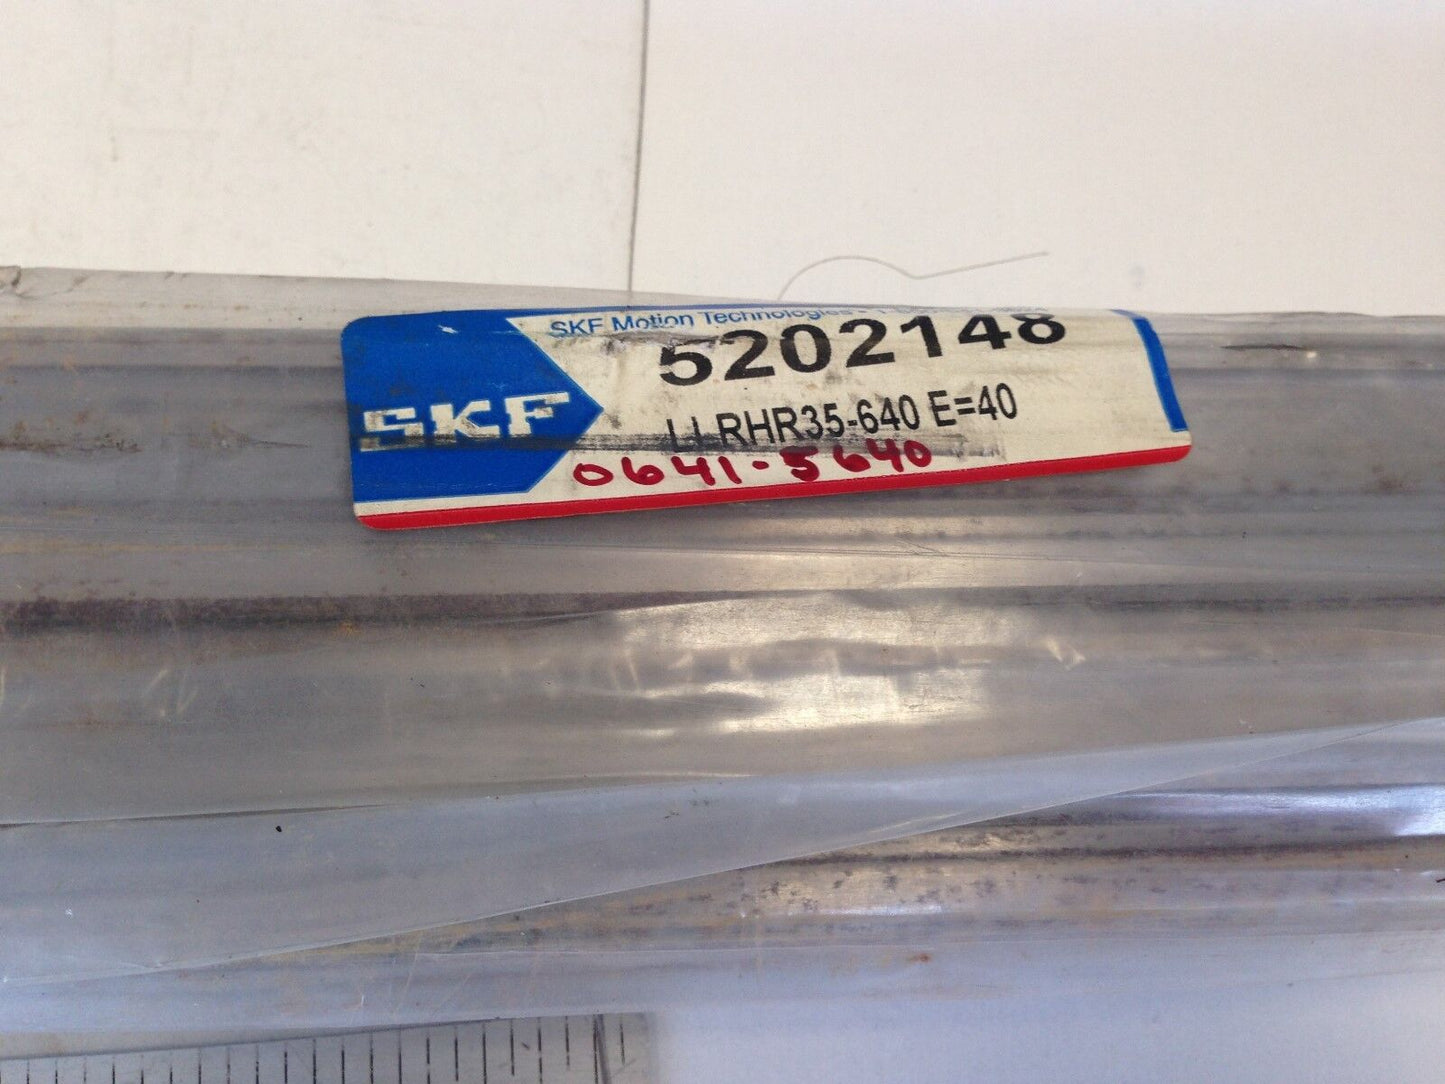 SKF Motion Technologies -
5202148
SKF
LLRHR35-640 E=40
0641-5640